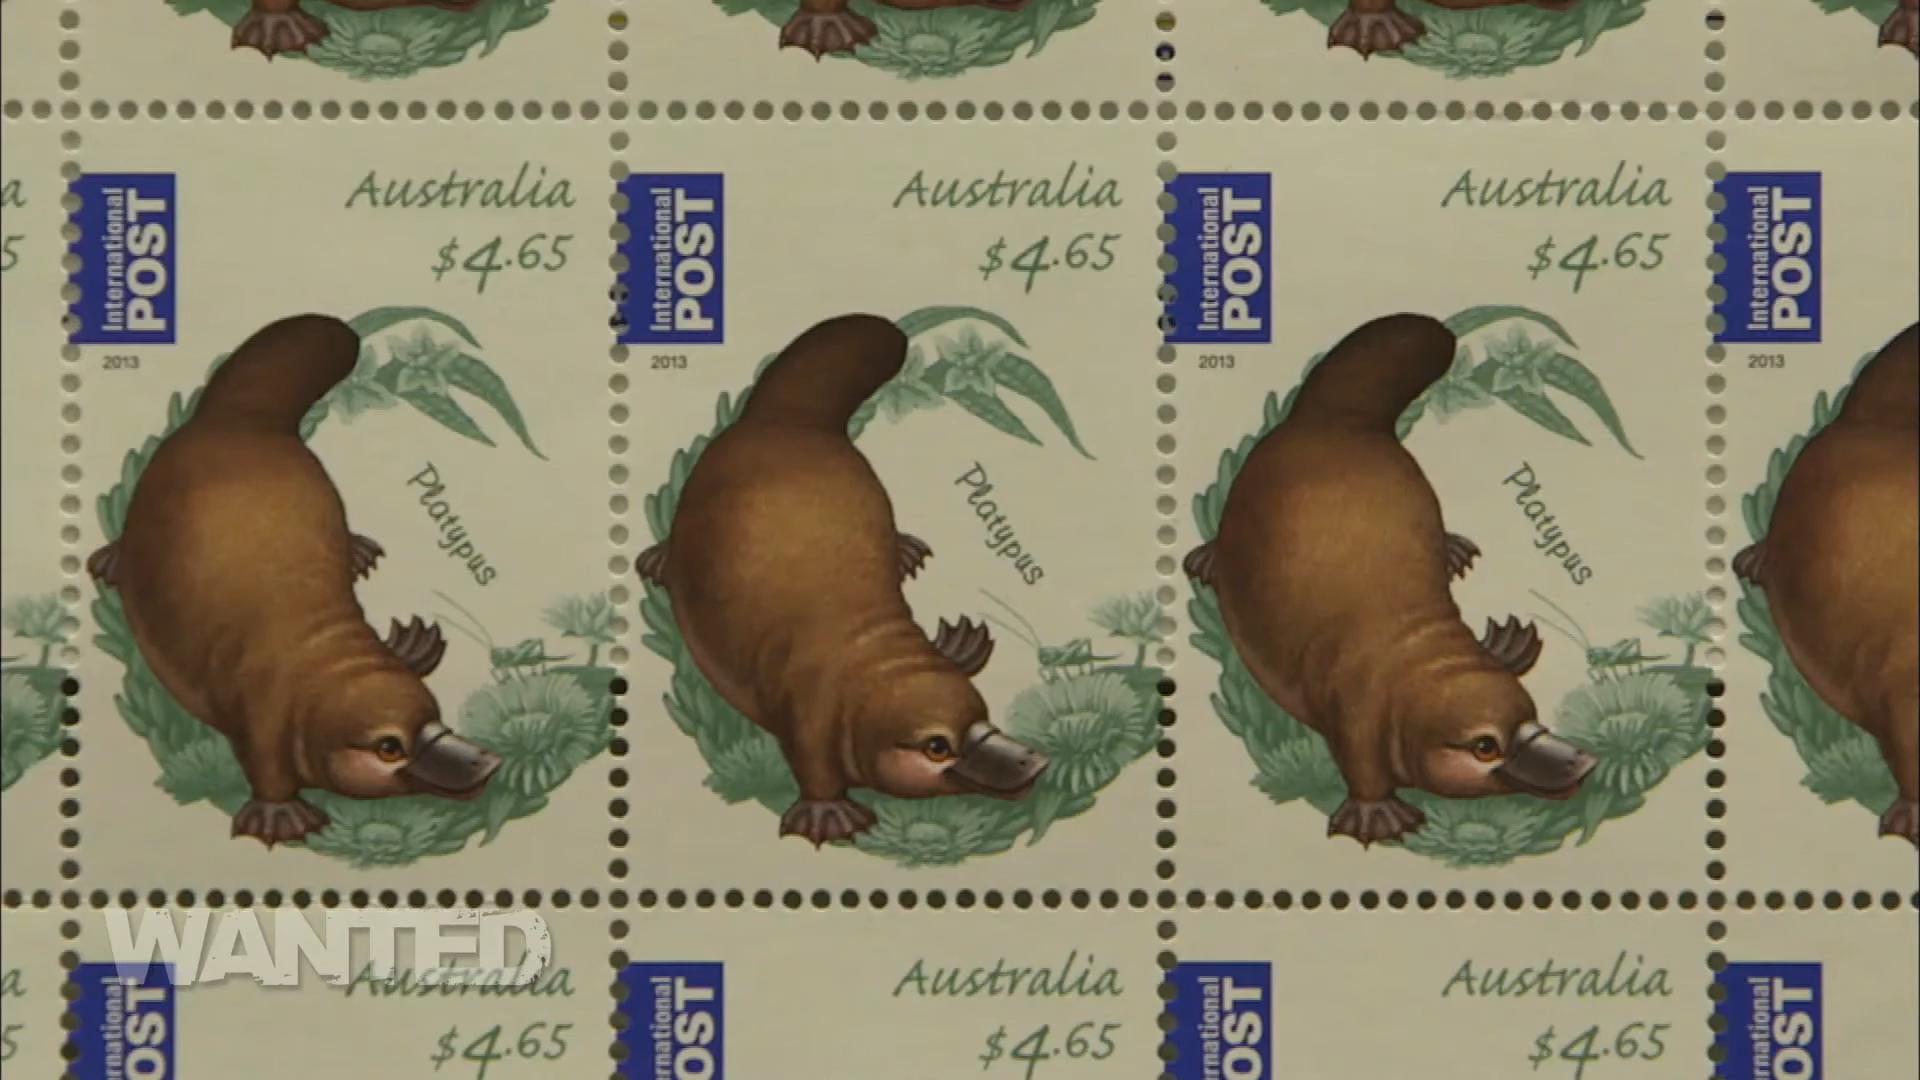 Australia
$4.65
International
POST
2013
Platypus
Australia
$4.65
International
POST
2013
Platypus
Australia
$4.65
International
POST
2013
Platypus
International
POST
2013
WANTED
Australia
$4.65
Australia
$4.65
Australia
$4.65